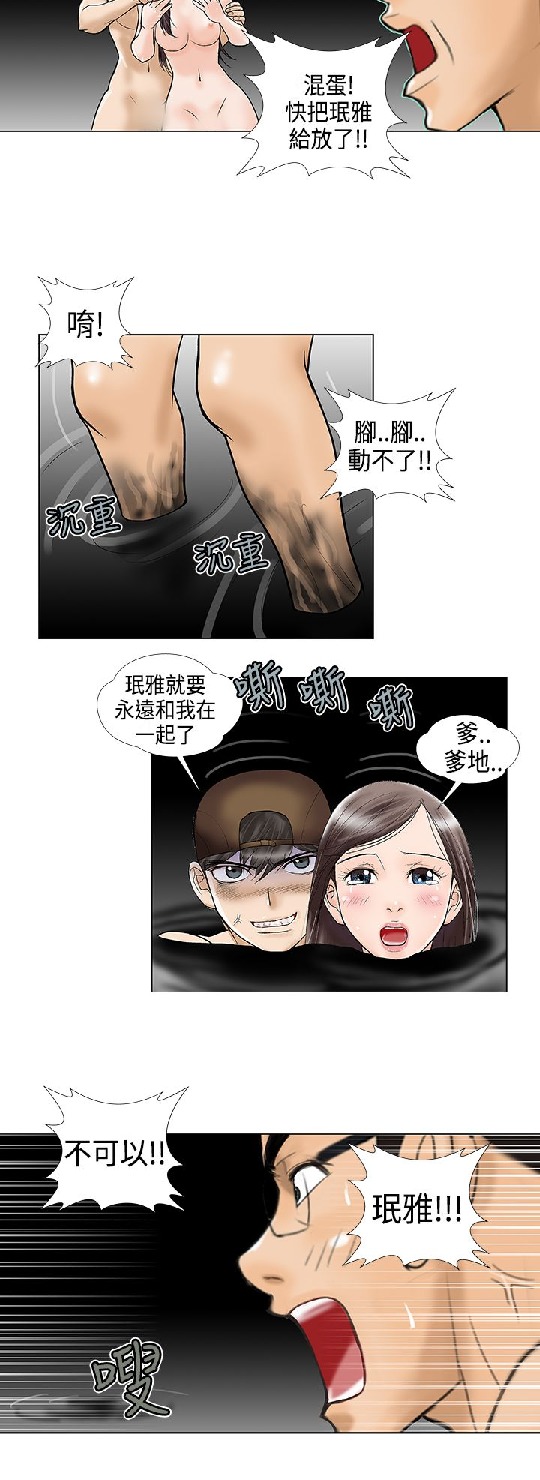 混蛋!
快把珉雅
給放了!!
唷!
腳..腳..
動不了!!
沉重
沉重
珉雅就要
永遠和我在
一起了
嘶
嘶
嘶
爹..
爹地..
不可以!!
珉雅!!!
嗖